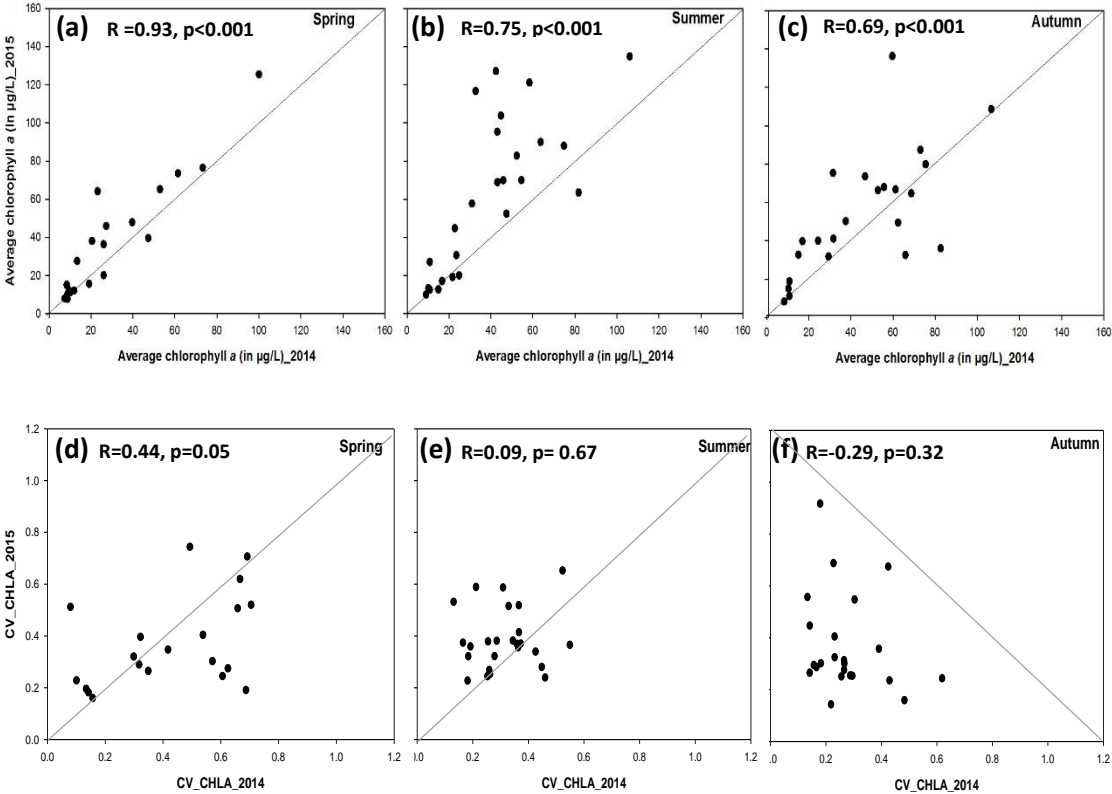 (a) R =0.93, p<0.001 Spring
160
140
120
100
80
60
40
20
0
0 20 40 60 80 100 120 140 160
Average chlorophyll a (in µg/L)_2015
Average chlorophyll a (in µg/L)_2014
(b) R=0.75, p<0.001 Summer
0 20 40 60 80 100 120 140 160
Average chlorophyll a (in µg/L)_2014
(c) R=0.69, p<0.001 Autumn
0 20 40 60 80 100 120 140 160
Average chlorophyll a (in µg/L)_2014
(d) R=0.44, p=0.05 Spring
1.2
1.0
0.8
0.6
0.4
0.2
0.0
0.0 0.2 0.4 0.6 0.8 1.0 1.2
CV_CHLA_2015
CV_CHLA_2014
(e) R=0.09, p= 0.67 Summer
0.0 0.2 0.4 0.6 0.8 1.0 1.2
CV_CHLA_2014
(f) R=-0.29, p=0.32 Autumn
.0 0.2 0.4 0.6 0.8 1.0 1.2
CV_CHLA_2014